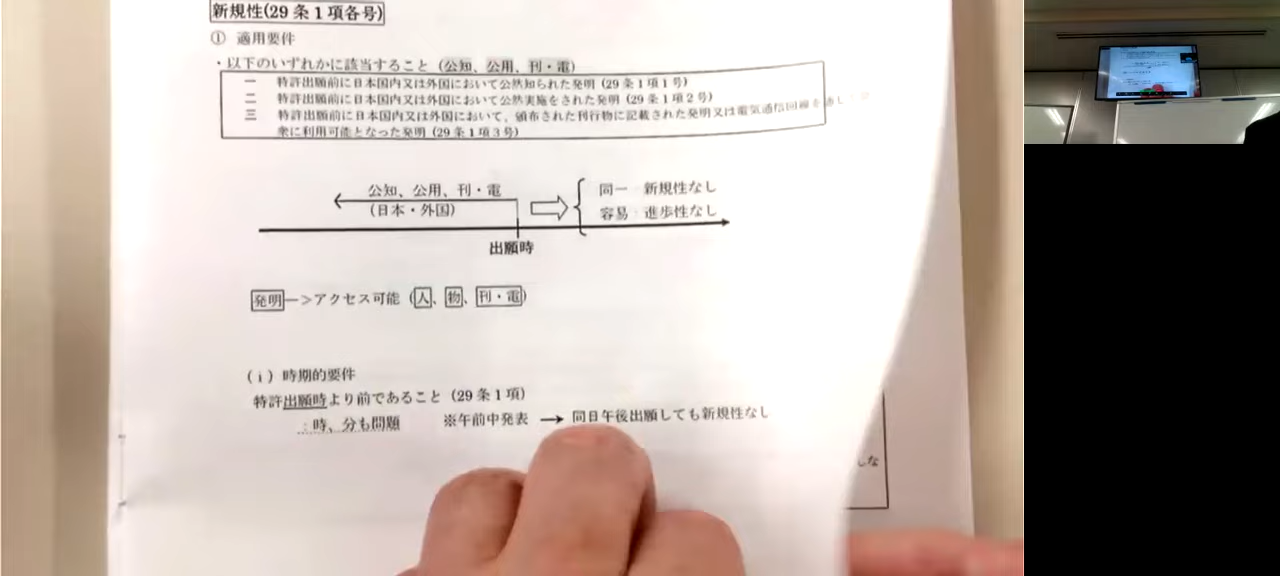 新規性(29条1項各号)
① 適用要件
・以下のいずれかに該当すること（公知、公用、刊・電）
一 特許出願前に日本国内又は外国において公然知られた発明（29条1項1号）
二 特許出願前に日本国内又は外国において公然実施をされた発明（29条1項2号）
三 特許出願前に日本国内又は外国において、頒布された刊行物に記載された発明又は電気通信回線を通し
衆に利用可能となった発明（29条1項3号）
公知、公用、刊・電
（日本・外国）
同一 新規性なし
容易 進歩性なし
出願時
発明—>アクセス可能（人、物、刊・電）
（i）時期的要件
特許出願時より前であること（29条1項）
：時、分も問題 ※午前中発表 → 同日午後出願しても新規性なし
しな